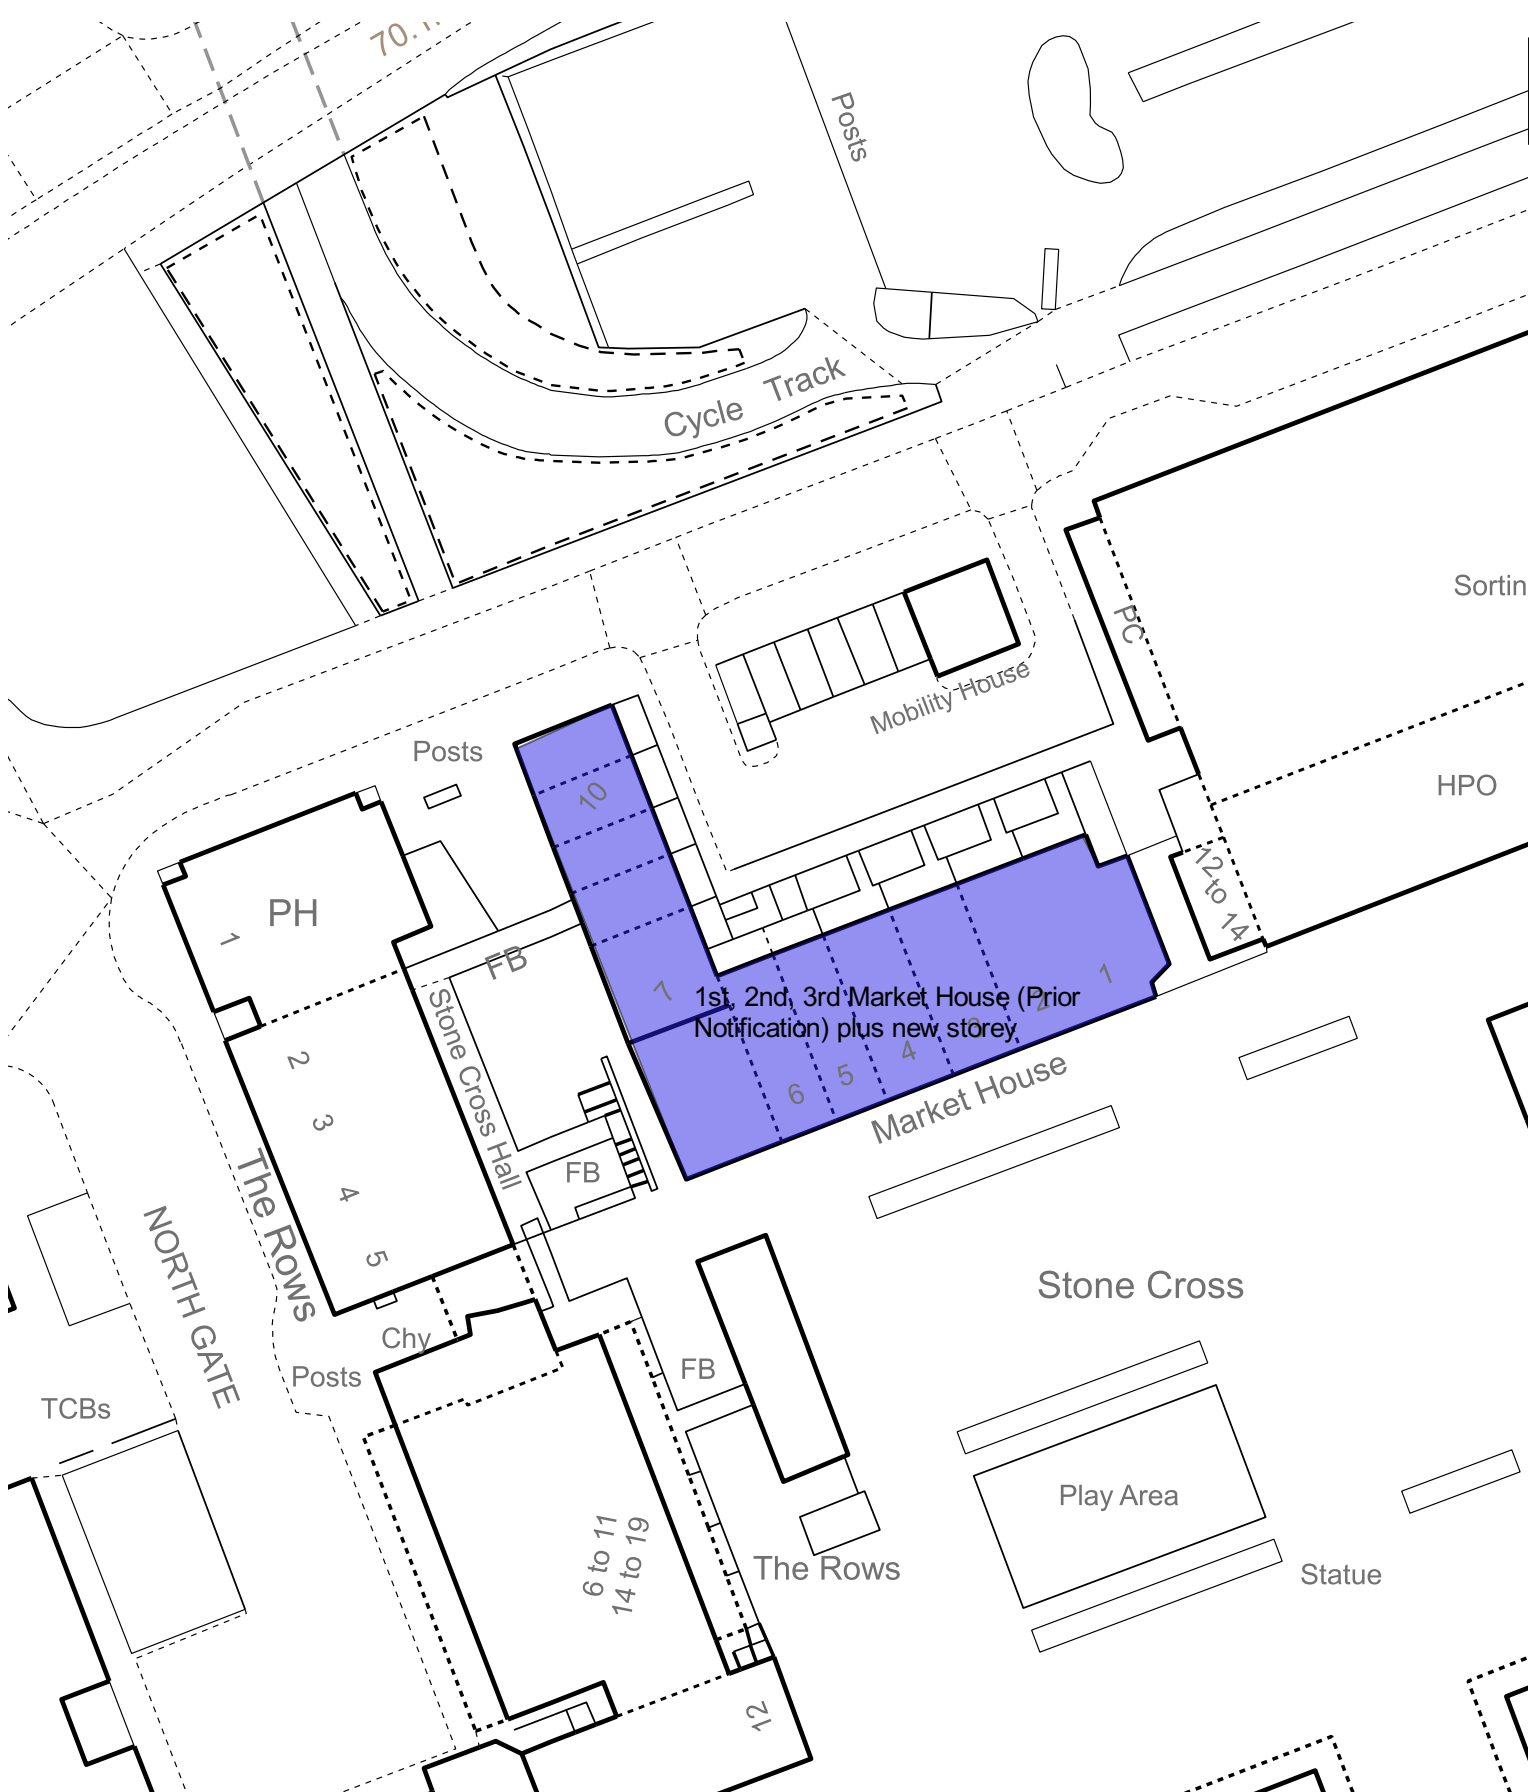 Posts
Cycle Track
PC
Mobility House
Posts
HPO
10
12 to 14
PH
1
FB
7
1
2
1st, 2nd, 3rd Market House (Prior
Notification) plus new storey
3
4
5
6
Stone Cross Hall
Market House
2
3
4
5
FB
The Rows
NORTH GATE
Stone Cross
Chy
Posts
FB
TCBs
Play Area
6 to 11
14 to 19
The Rows
Statue
12